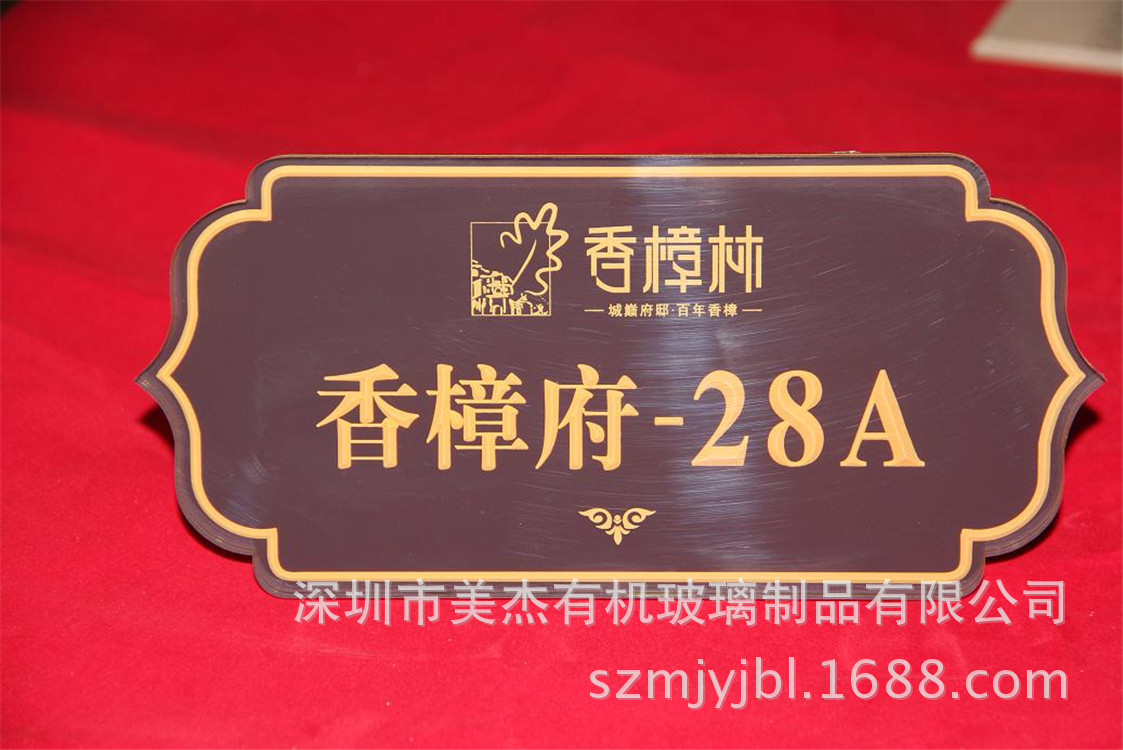 香樟林
城巅府邸·百年香樟
香樟府-28A
深圳市美杰有机玻璃制品有限公司
szmjyjbl.1688.com